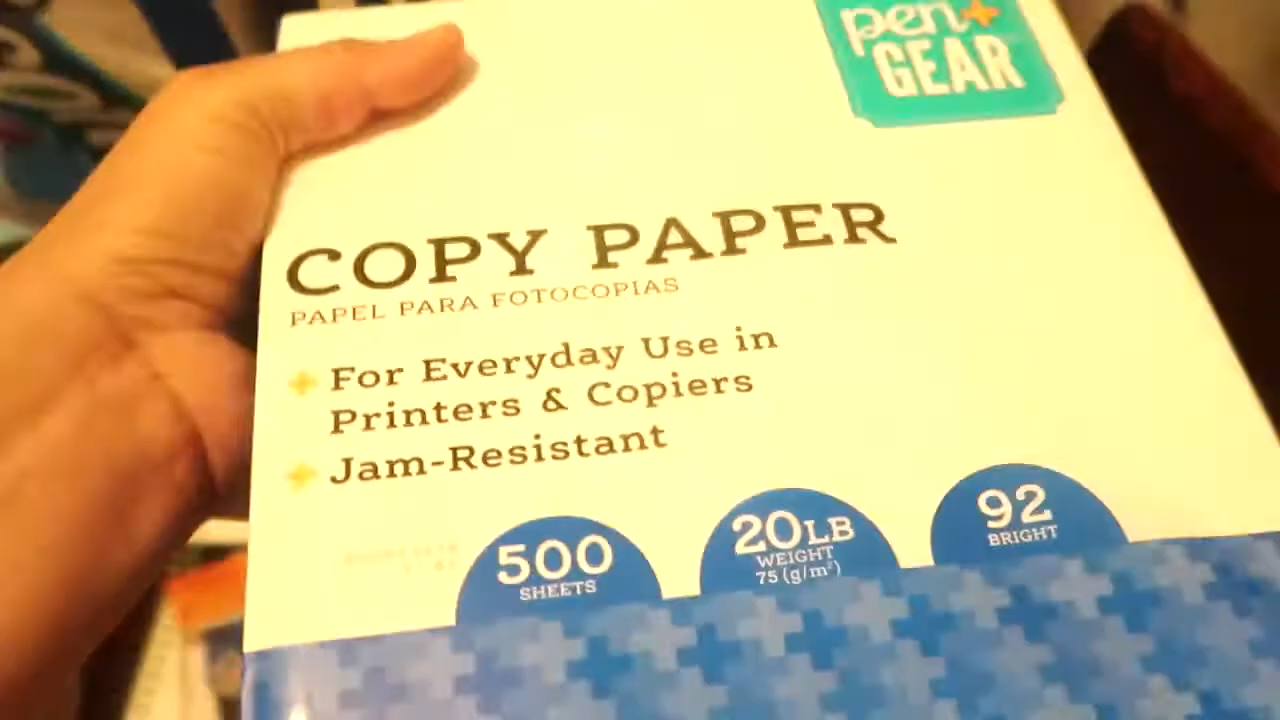 pen+
GEAR
COPY PAPER
PAPEL PARA FOTOCOPIAS
For Everyday Use in
Printers & Copiers
Jam-Resistant
500
SHEETS
20LB
WEIGHT
75 (g/m²)
92
BRIGHT